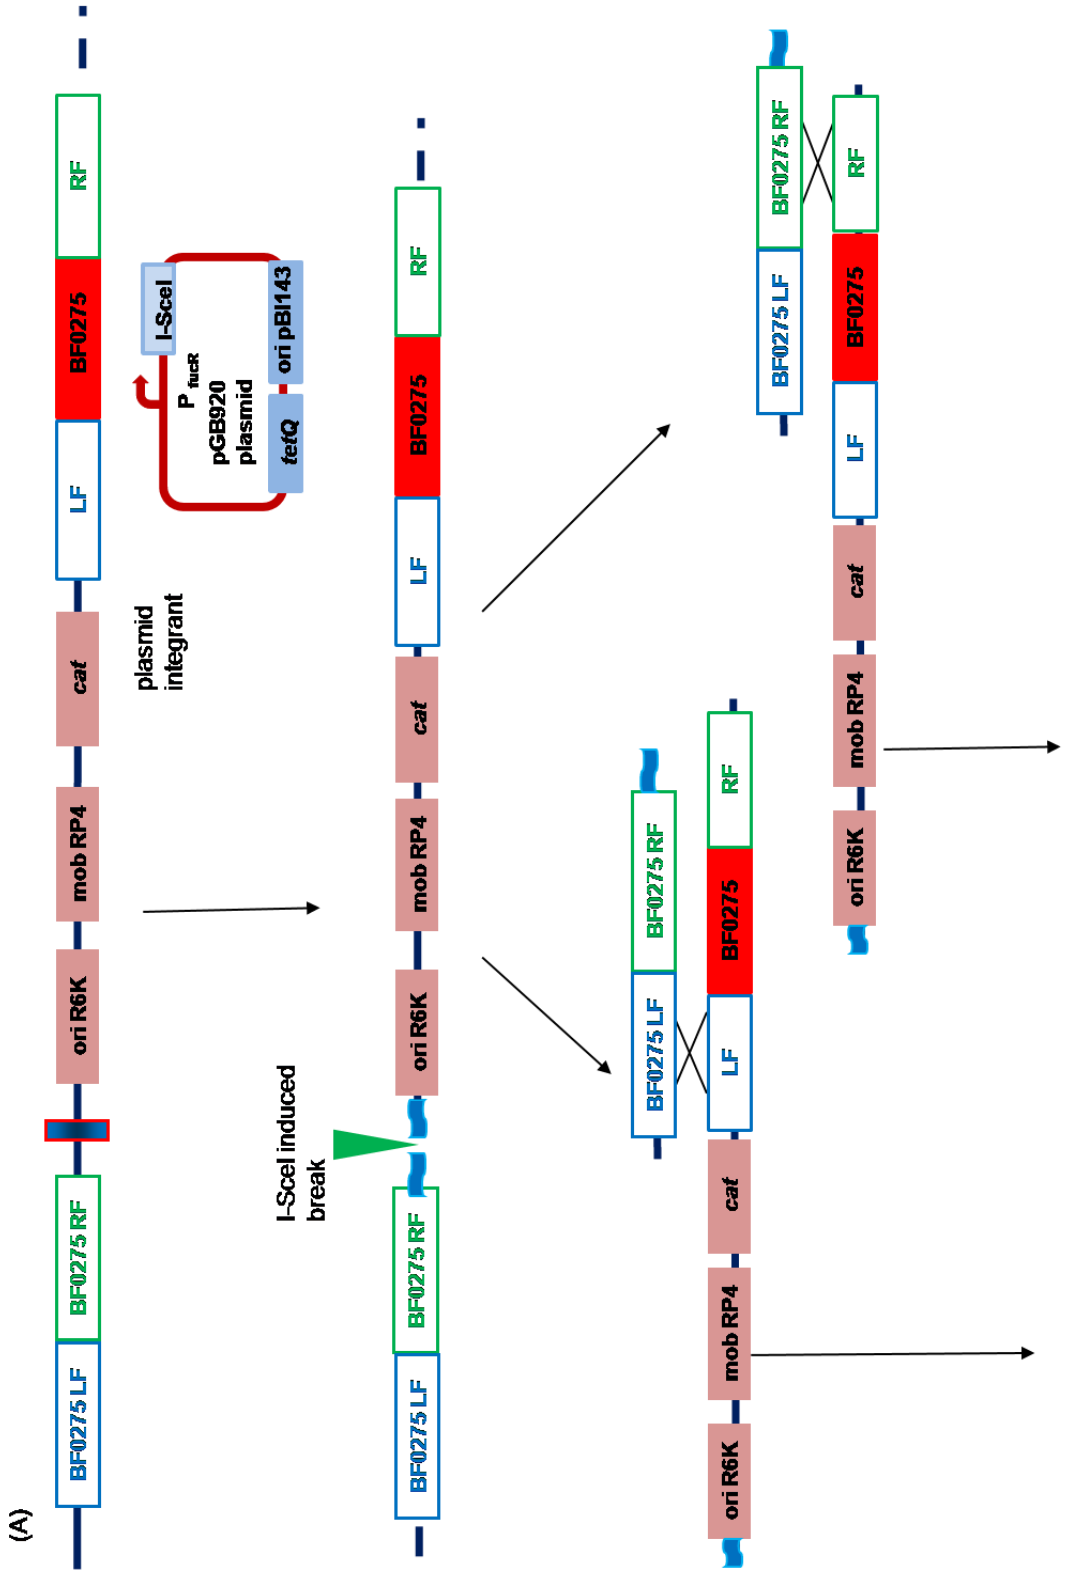 (A)
BF0275 LF
BF0275 RF
ori R6K
mob RP4
cat
LF
BF0275
RF
plasmid
integrant
I-SceI
P fucR
pGB920
plasmid
tetQ
ori pBI143
I-SceI induced
break
BF0275 LF
BF0275 RF
ori R6K
mob RP4
cat
LF
BF0275
RF
BF0275 LF
BF0275 RF
ori R6K
mob RP4
cat
LF
BF0275
RF
BF0275 LF
BF0275 RF
ori R6K
mob RP4
cat
LF
BF0275
RF